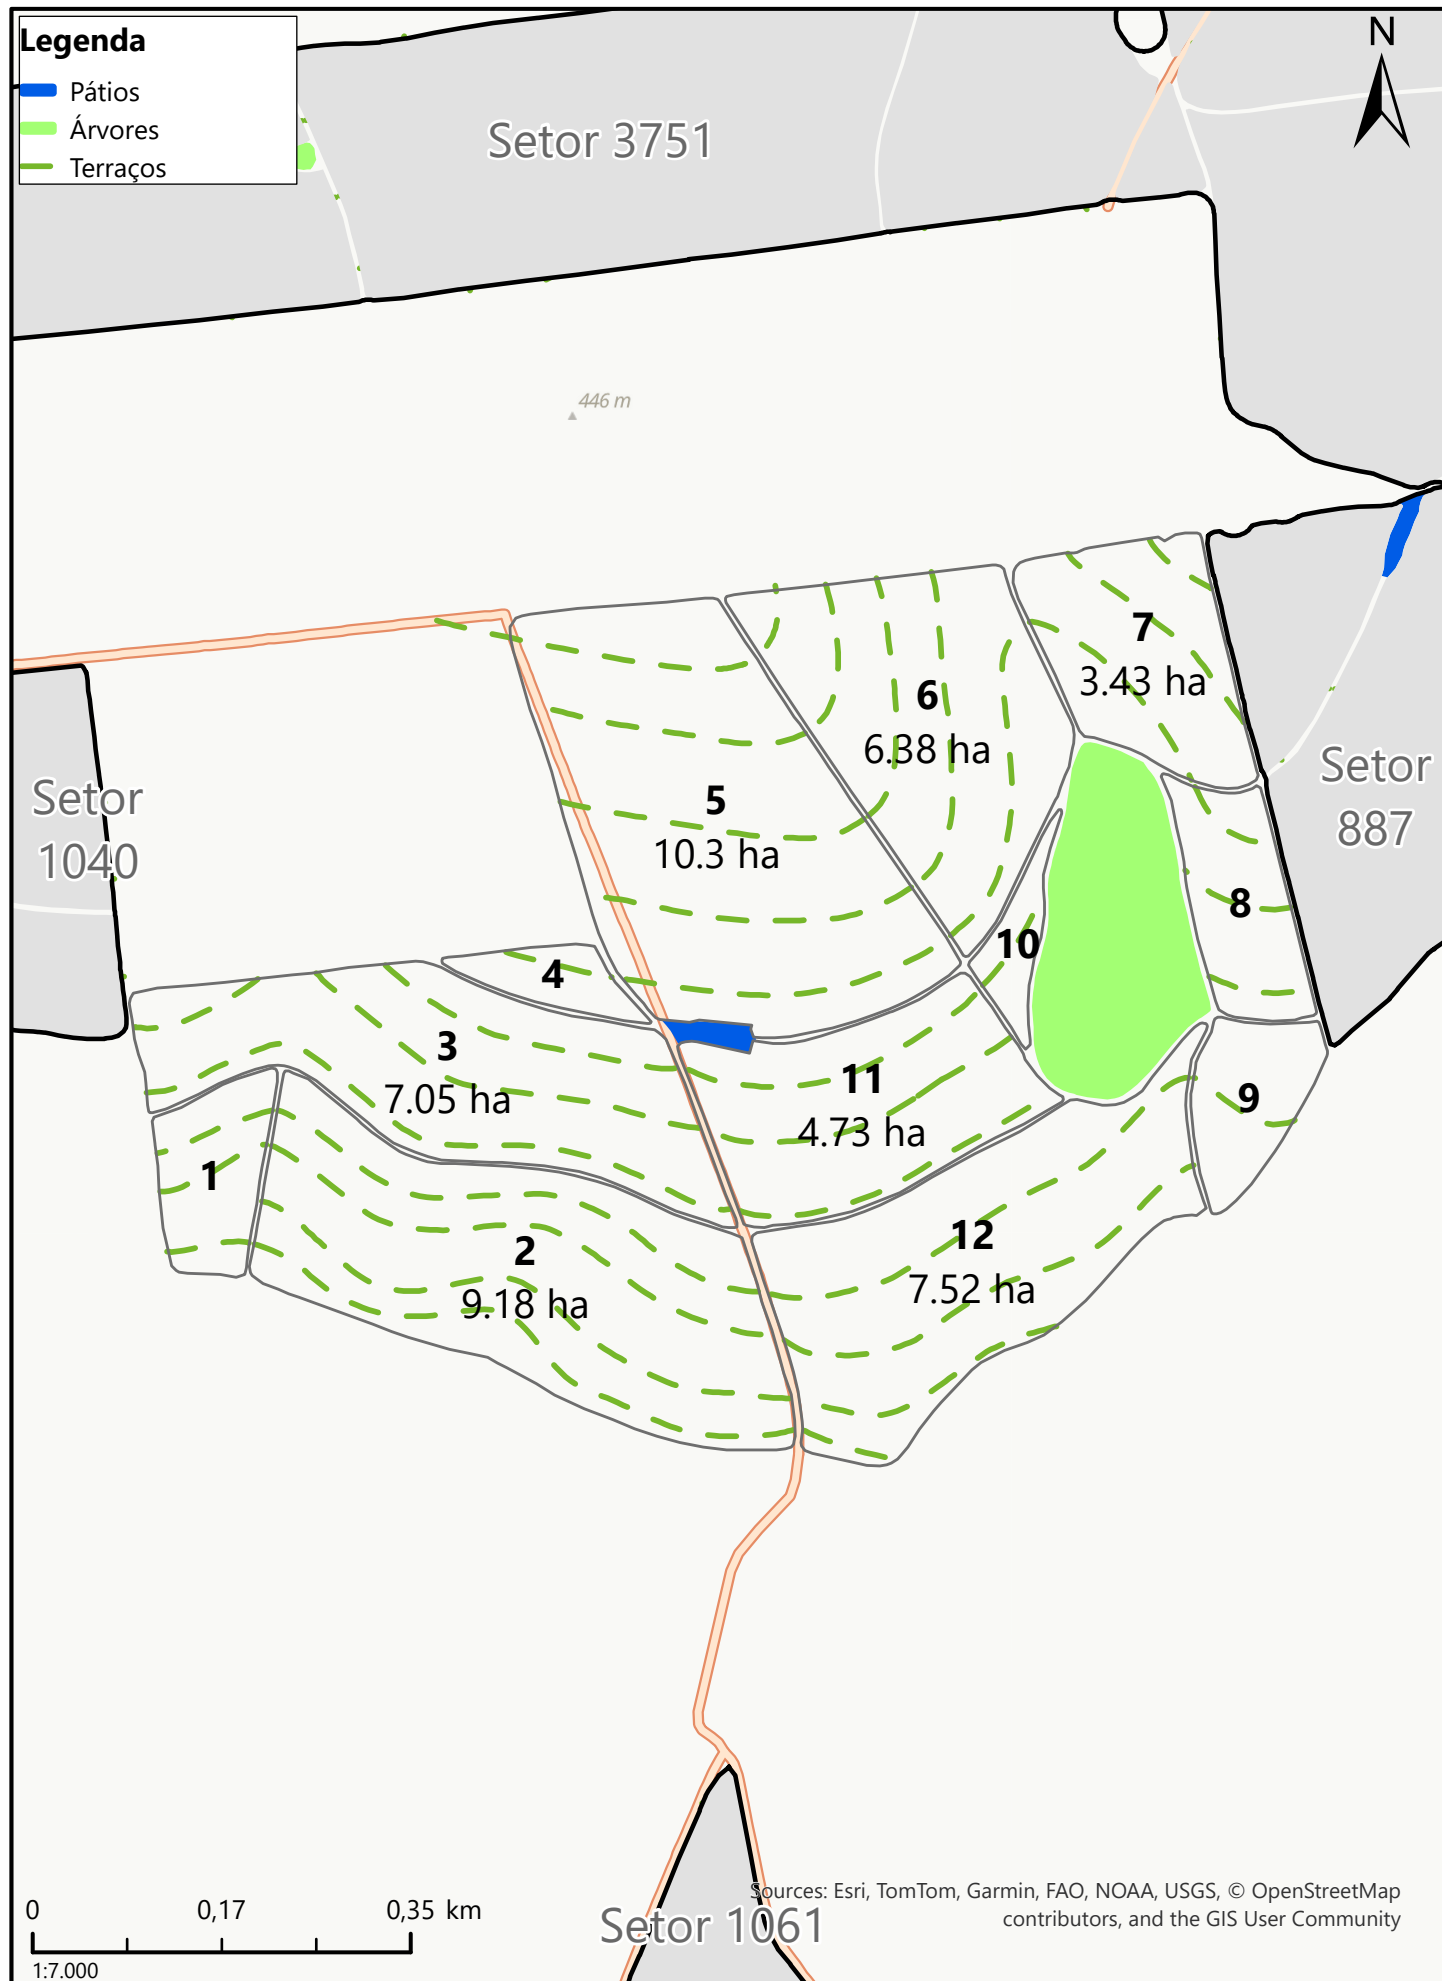 Legenda
Pátios
Árvores
Terraços
N
Setor 3751
446 m
7
3.43 ha
6
6.38 ha
Setor
887
Setor
1040
5
10.3 ha
8
10
4
3
7.05 ha
11
4.73 ha
9
1
12
7.52 ha
2
9.18 ha
Sources: Esri, TomTom, Garmin, FAO, NOAA, USGS, © OpenStreetMap
contributors, and the GIS User Community
0 0,17 0,35 km
Setor 1061
1:7.000